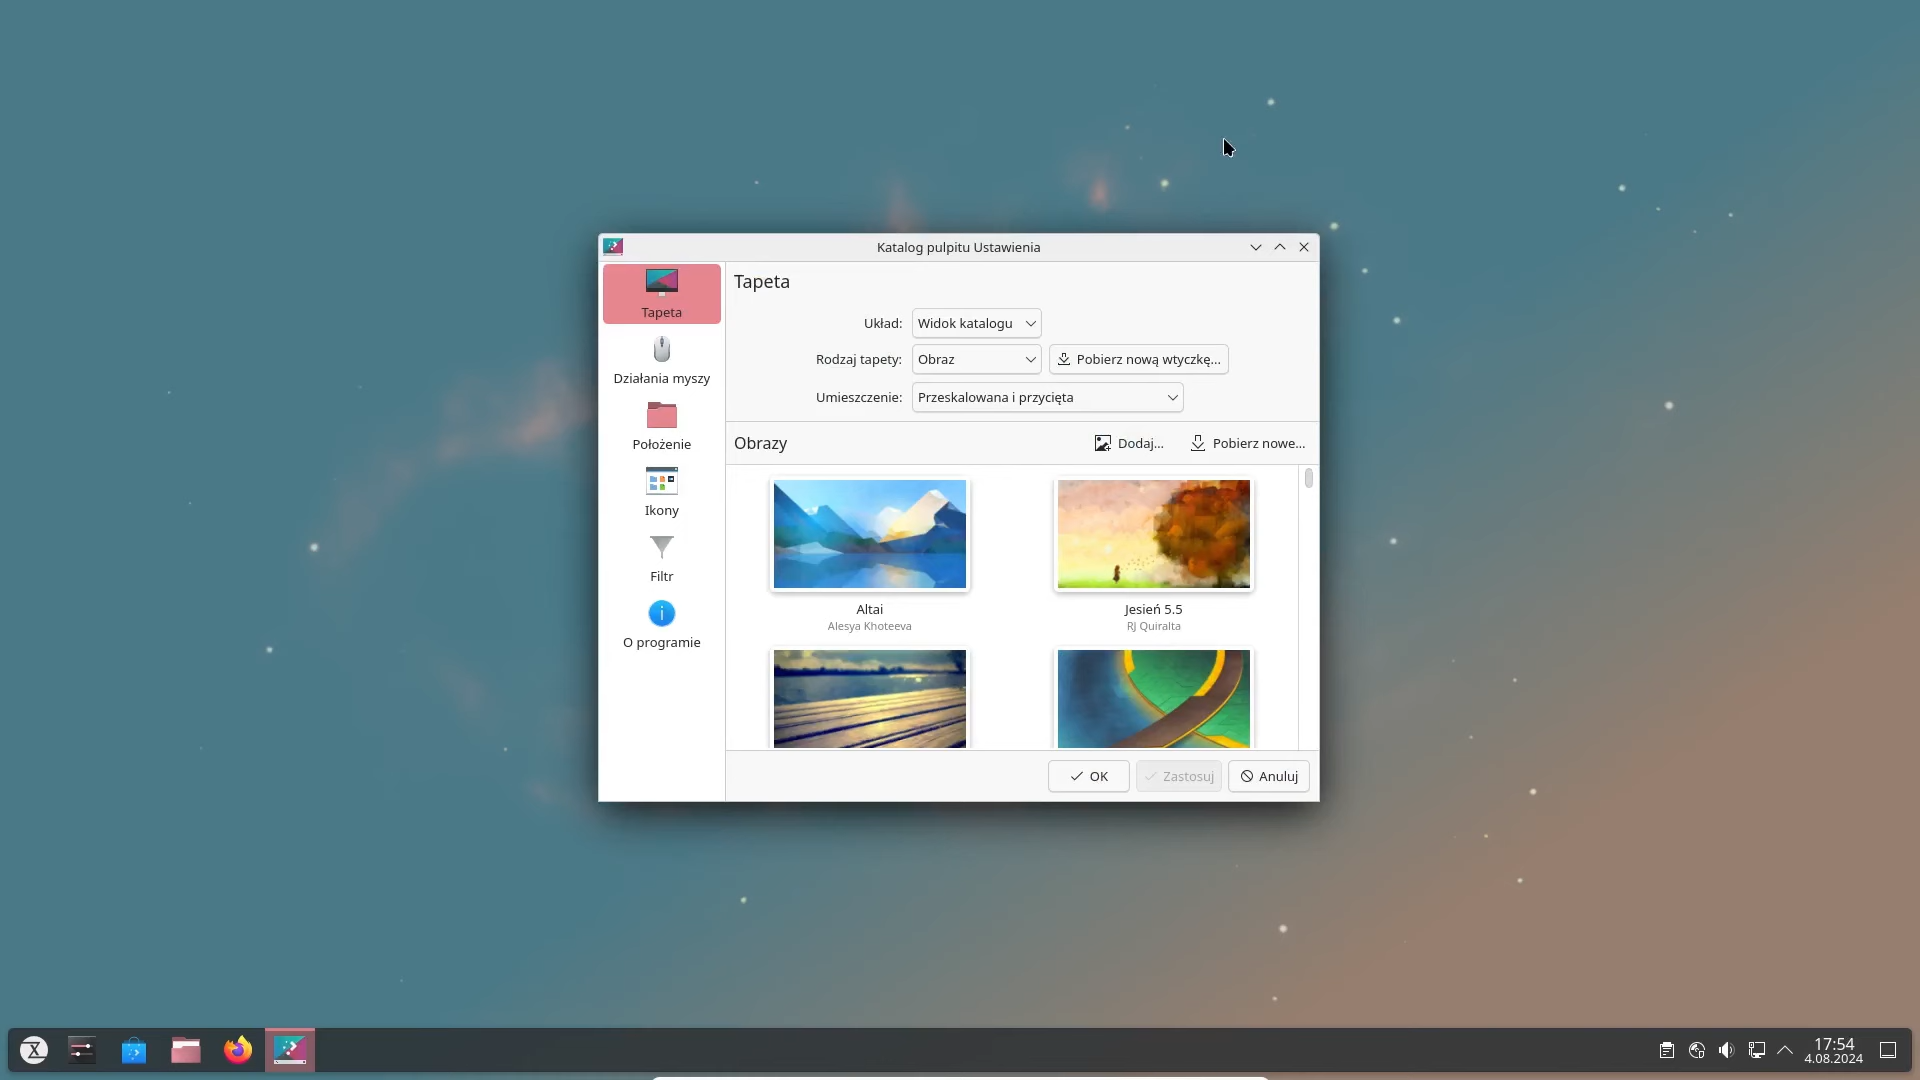 Katalog pulpitu Ustawienia
Tapeta
Działania myszy
Położenie
Ikony
Filtr
O programie
Tapeta
Układ: Widok katalogu
Rodzaj tapety: Obraz Pobierz nową wtyczkę...
Umieszczenie: Przeskalowana i przycięta
Obrazy Dodaj... Pobierz nowe...
Altai Jesień 5.5
Alesya Khoteeva RJ Quiralta
OK Zastosuj Anuluj
17:54
4.08.2024